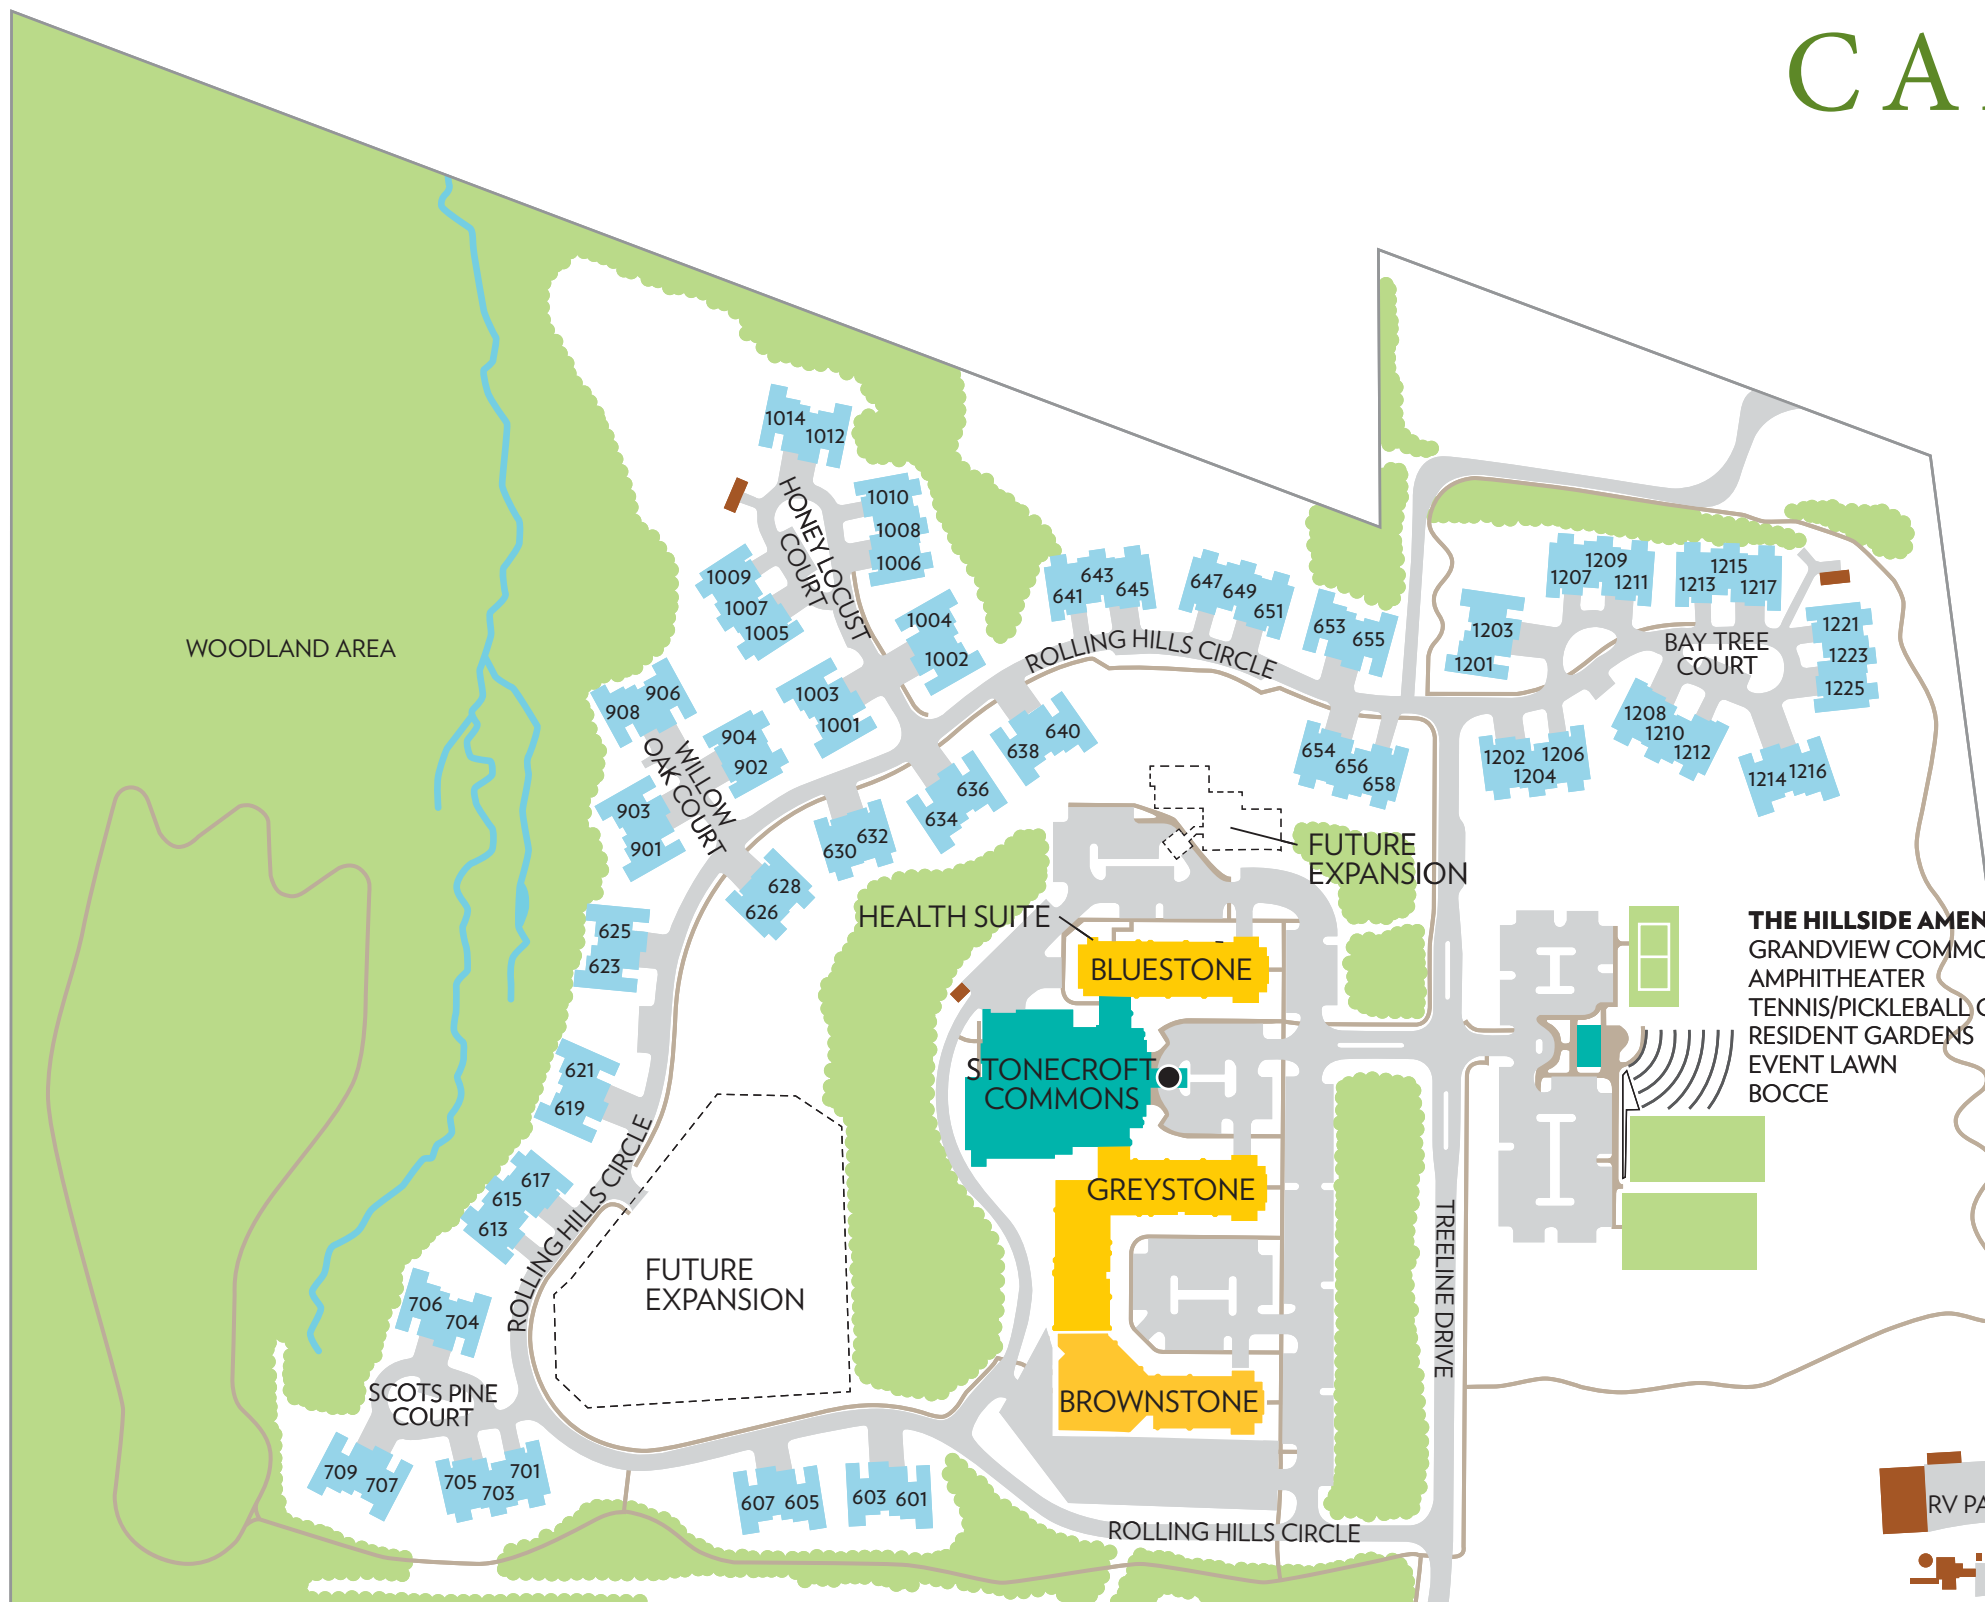 CA
1014
1012
HONEY LOCUST
COURT
1010
1008
1006
1009
1007
1005
1004
1002
1003
1001
643
641
645
647
649
651
653
655
ROLLING HILLS CIRCLE
1209
1207
1211
1215
1213
1217
1203
1201
BAY TREE
COURT
1221
1223
1225
1208
1210
1212
1214
1216
1202
1204
1206
WOODLAND AREA
906
908
904
902
WILLOW
OAK COURT
903
901
640
638
636
634
632
630
628
626
654
656
658
FUTURE
EXPANSION
HEALTH SUITE
BLUESTONE
625
623
THE HILLSIDE AMEN
GRANDVIEW COMMO
AMPHITHEATER
TENNIS/PICKLEBALL C
RESIDENT GARDENS
EVENT LAWN
BOCCE
STONECROFT
COMMONS
621
619
617
615
613
ROLLING HILLS CIRCLE
GREYSTONE
TREELINE DRIVE
FUTURE
EXPANSION
706
704
SCOTS PINE
COURT
BROWNSTONE
709
707
705
703
701
607
605
603
601
ROLLING HILLS CIRCLE
RV PA